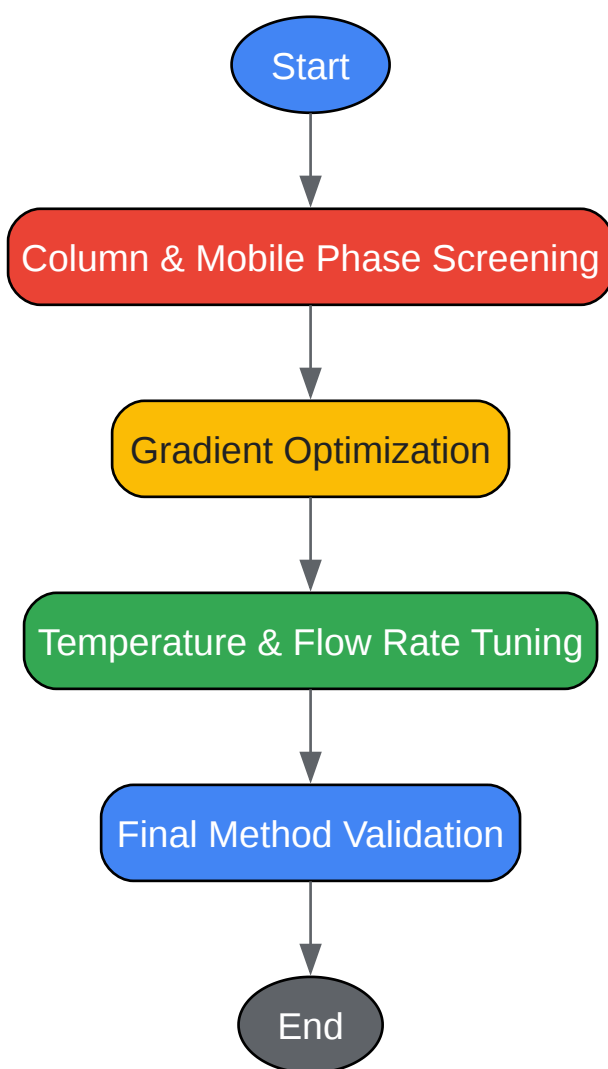 Start
Column & Mobile Phase Screening
Gradient Optimization
Temperature & Flow Rate Tuning
Final Method Validation
End